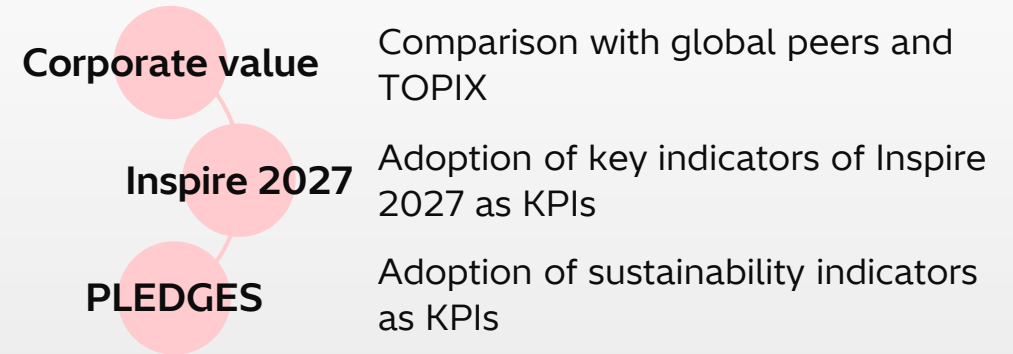 Corporate value
Comparison with global peers and
TOPIX
Inspire 2027
Adoption of key indicators of Inspire
2027 as KPIs
PLEDGES
Adoption of sustainability indicators
as KPIs